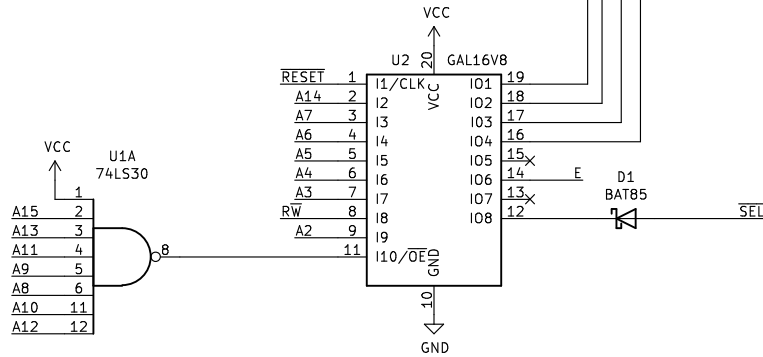 VCC
U2 GAL16V8
20
RESET 1 I1/CLK IO1 19
A14 2 I2 VCC IO2 18
A7 3 I3 IO3 17
A6 4 I4 IO4 16
A5 5 I5 IO5 15
A4 6 I6 IO6 14 E
A3 7 I7 IO7 13
RW 8 I8 IO8 12
A2 9 I9
11 I10/OE GND
10
GND
VCC
U1A
74LS30
1
A15 2
A13 3
A11 4
A9 5
A8 6
A10 11
A12 12
8
D1
BAT85
SEL